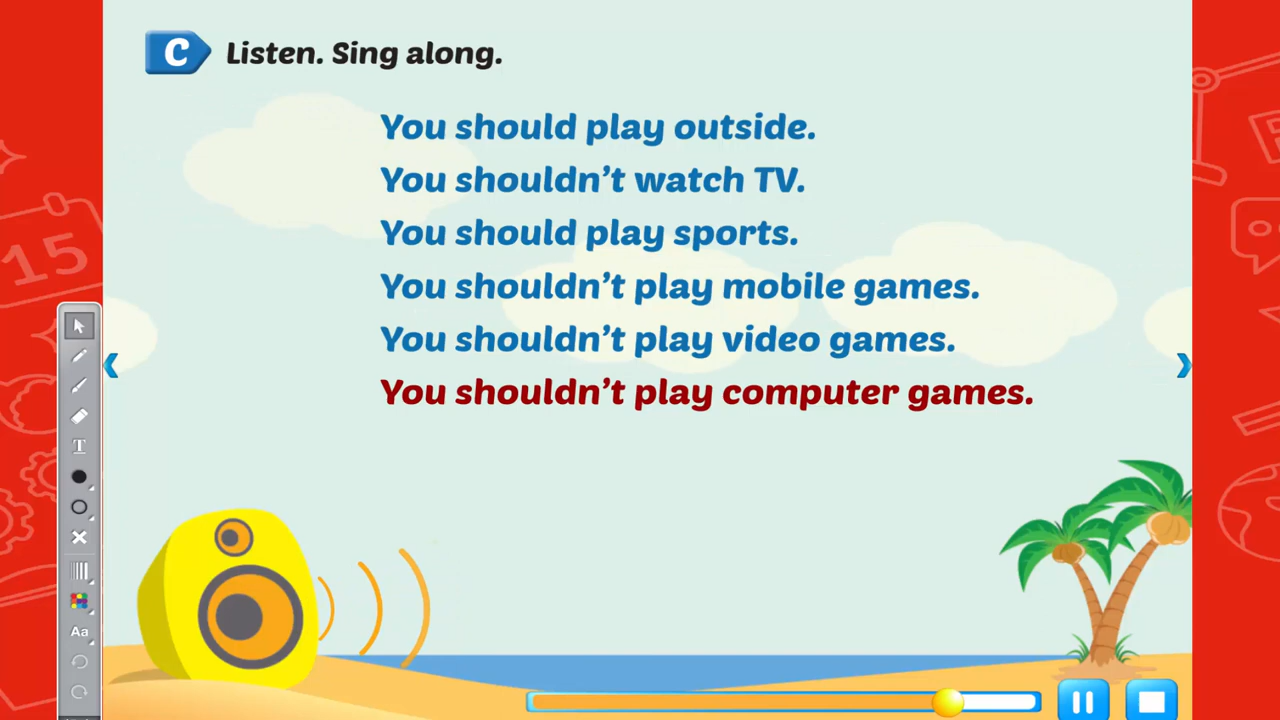 C Listen. Sing along.
You should play outside.
You shouldn’t watch TV.
You should play sports.
You shouldn’t play mobile games.
You shouldn’t play video games.
You shouldn’t play computer games.
15
T
Aa